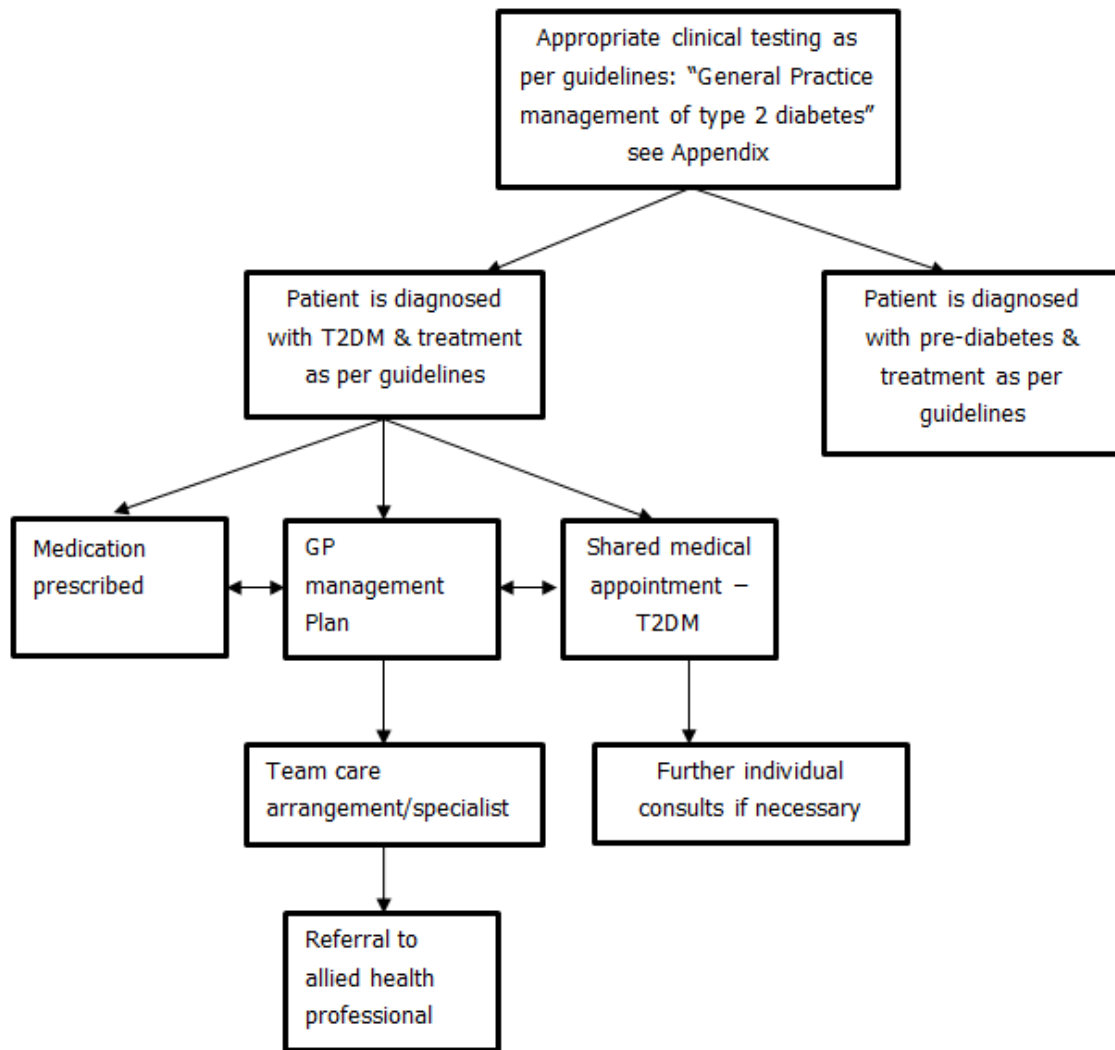 Appropriate clinical testing as
per guidelines: “General Practice
management of type 2 diabetes”
see Appendix
Patient is diagnosed
with T2DM & treatment
as per guidelines
Patient is diagnosed
with pre-diabetes &
treatment as per
guidelines
Medication
prescribed
GP
management
Plan
Shared medical
appointment –
T2DM
Team care
arrangement/specialist
Further individual
consults if necessary
Referral to
allied health
professional